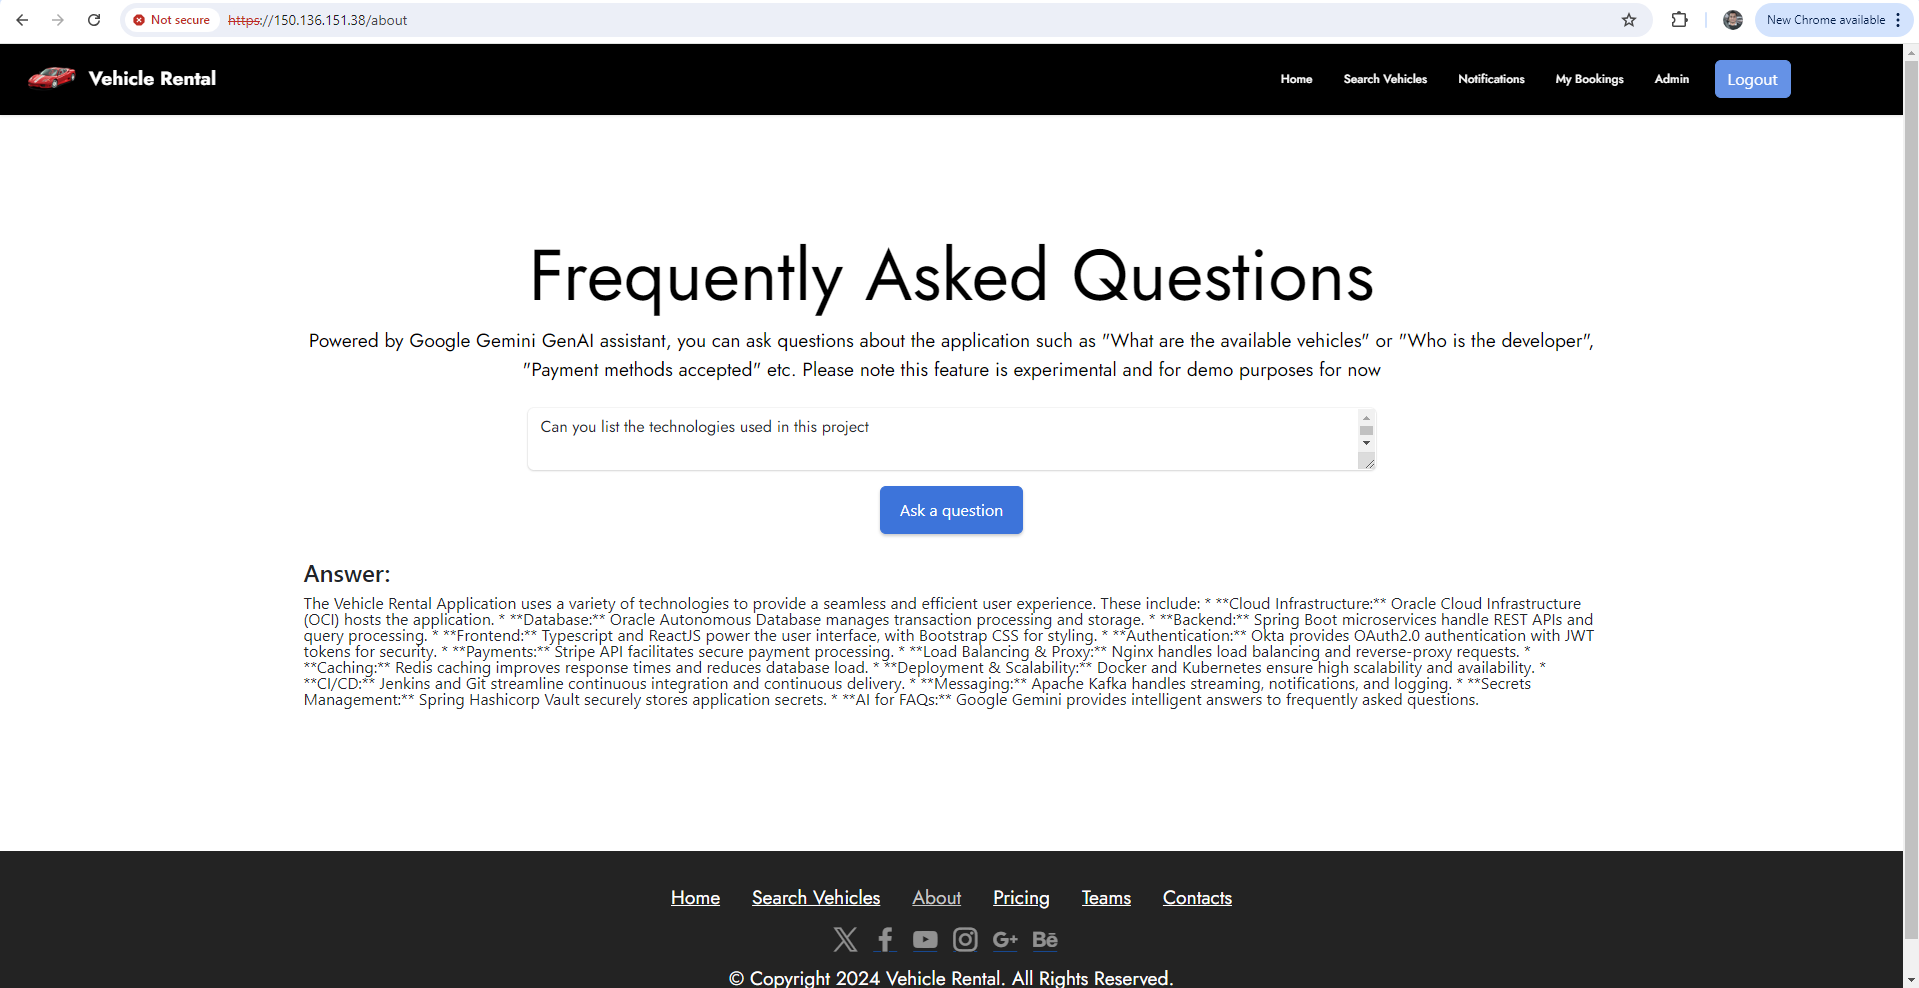 Not secure https://150.136.151.38/about New Chrome available
Vehicle Rental Home Search Vehicles Notifications My Bookings Admin Logout
Frequently Asked Questions
Powered by Google Gemini GenAI assistant, you can ask questions about the application such as "What are the available vehicles" or "Who is the developer",
"Payment methods accepted" etc. Please note this feature is experimental and for demo purposes for now
Can you list the technologies used in this project
Ask a question
Answer:
The Vehicle Rental Application uses a variety of technologies to provide a seamless and efficient user experience. These include: * **Cloud Infrastructure:** Oracle Cloud Infrastructure
(OCI) hosts the application. * **Database:** Oracle Autonomous Database manages transaction processing and storage. * **Backend:** Spring Boot microservices handle REST APIs and
query processing. * **Frontend:** Typescript and ReactJS power the user interface, with Bootstrap CSS for styling. * **Authentication:** Okta provides OAuth2.0 authentication with JWT
tokens for security. * **Payments:** Stripe API facilitates secure payment processing. * **Load Balancing & Proxy:** Nginx handles load balancing and reverse-proxy requests. *
**Caching:** Redis caching improves response times and reduces database load. * **Deployment & Scalability:** Docker and Kubernetes ensure high scalability and availability. *
**CI/CD:** Jenkins and Git streamline continuous integration and continuous delivery. * **Messaging:** Apache Kafka handles streaming, notifications, and logging. * **Secrets
Management:** Spring Hashicorp Vault securely stores application secrets. * **AI for FAQs:** Google Gemini provides intelligent answers to frequently asked questions.
Home Search Vehicles About Pricing Teams Contacts
G+ Bē
© Copyright 2024 Vehicle Rental. All Rights Reserved.